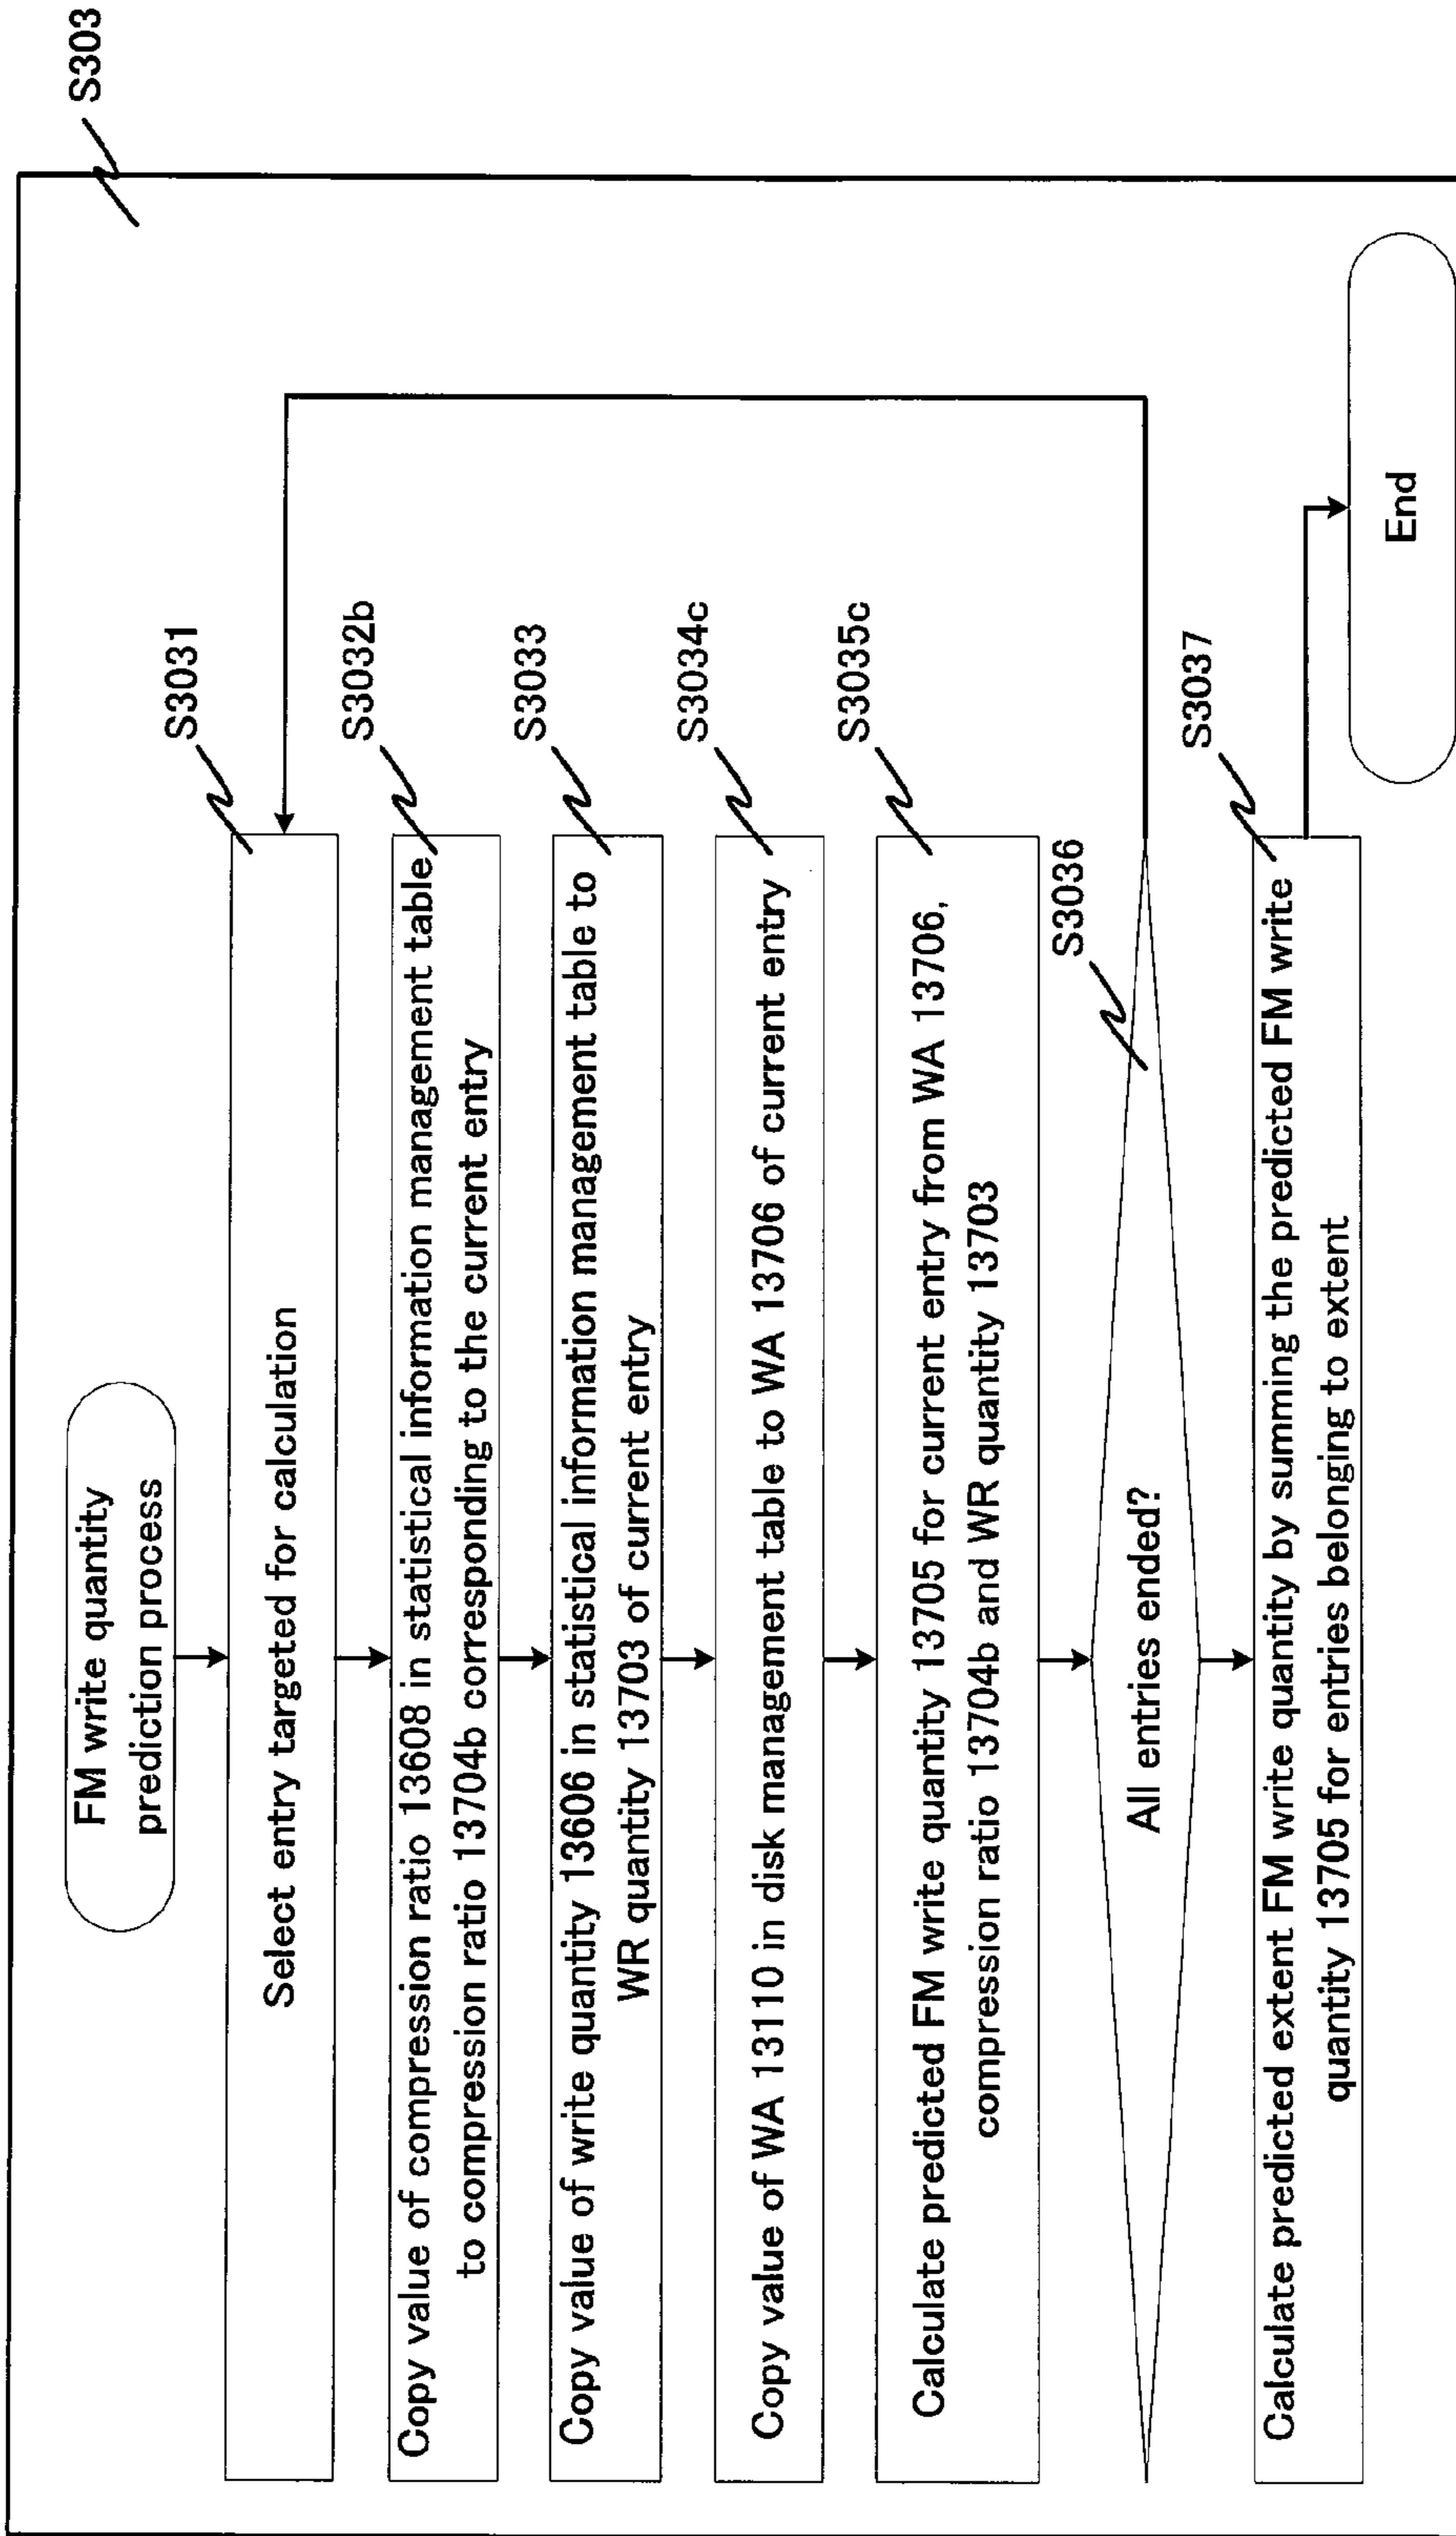 S303
FM write quantity
prediction process
S3031
Select entry targeted for calculation
S3032b
Copy value of compression ratio 13608 in statistical information management table
to compression ratio 13704b corresponding to the current entry
S3033
Copy value of write quantity 13606 in statistical information management table to
WR quantity 13703 of current entry
S3034c
Copy value of WA 13110 in disk management table to WA 13706 of current entry
S3035c
Calculate predicted FM write quantity 13705 for current entry from WA 13706,
compression ratio 13704b and WR quantity 13703
S3036
All entries ended?
S3037
Calculate predicted extent FM write quantity by summing the predicted FM write
quantity 13705 for entries belonging to extent
End